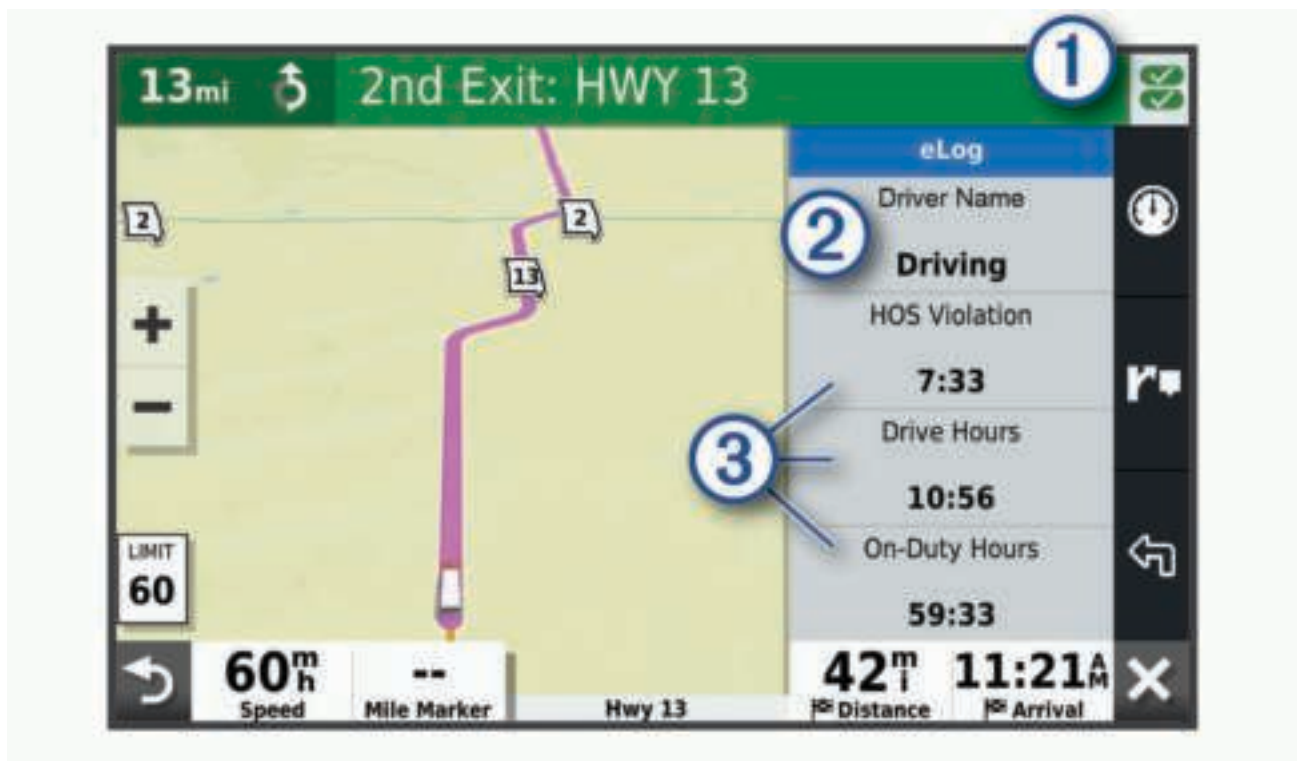 13mi 2nd Exit: HWY 13
1
eLog
Driver Name
2
Driving
HOS Violation
7:33
Drive Hours
10:56
On-Duty Hours
59:33
3
2
2
13
+
−
LIMIT
60
60mh
Speed
--
Mile Marker
Hwy 13
42mi
Distance
11:21AM
Arrival